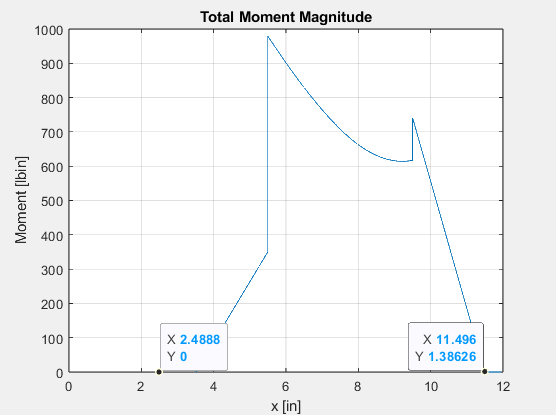 Total Moment Magnitude
1000
900
800
700
600
500
400
300
200
100
0
Moment [lbin]
X 2.4888
Y 0
X 11.496
Y 1.38626
0 2 4 6 8 10 12
x [in]